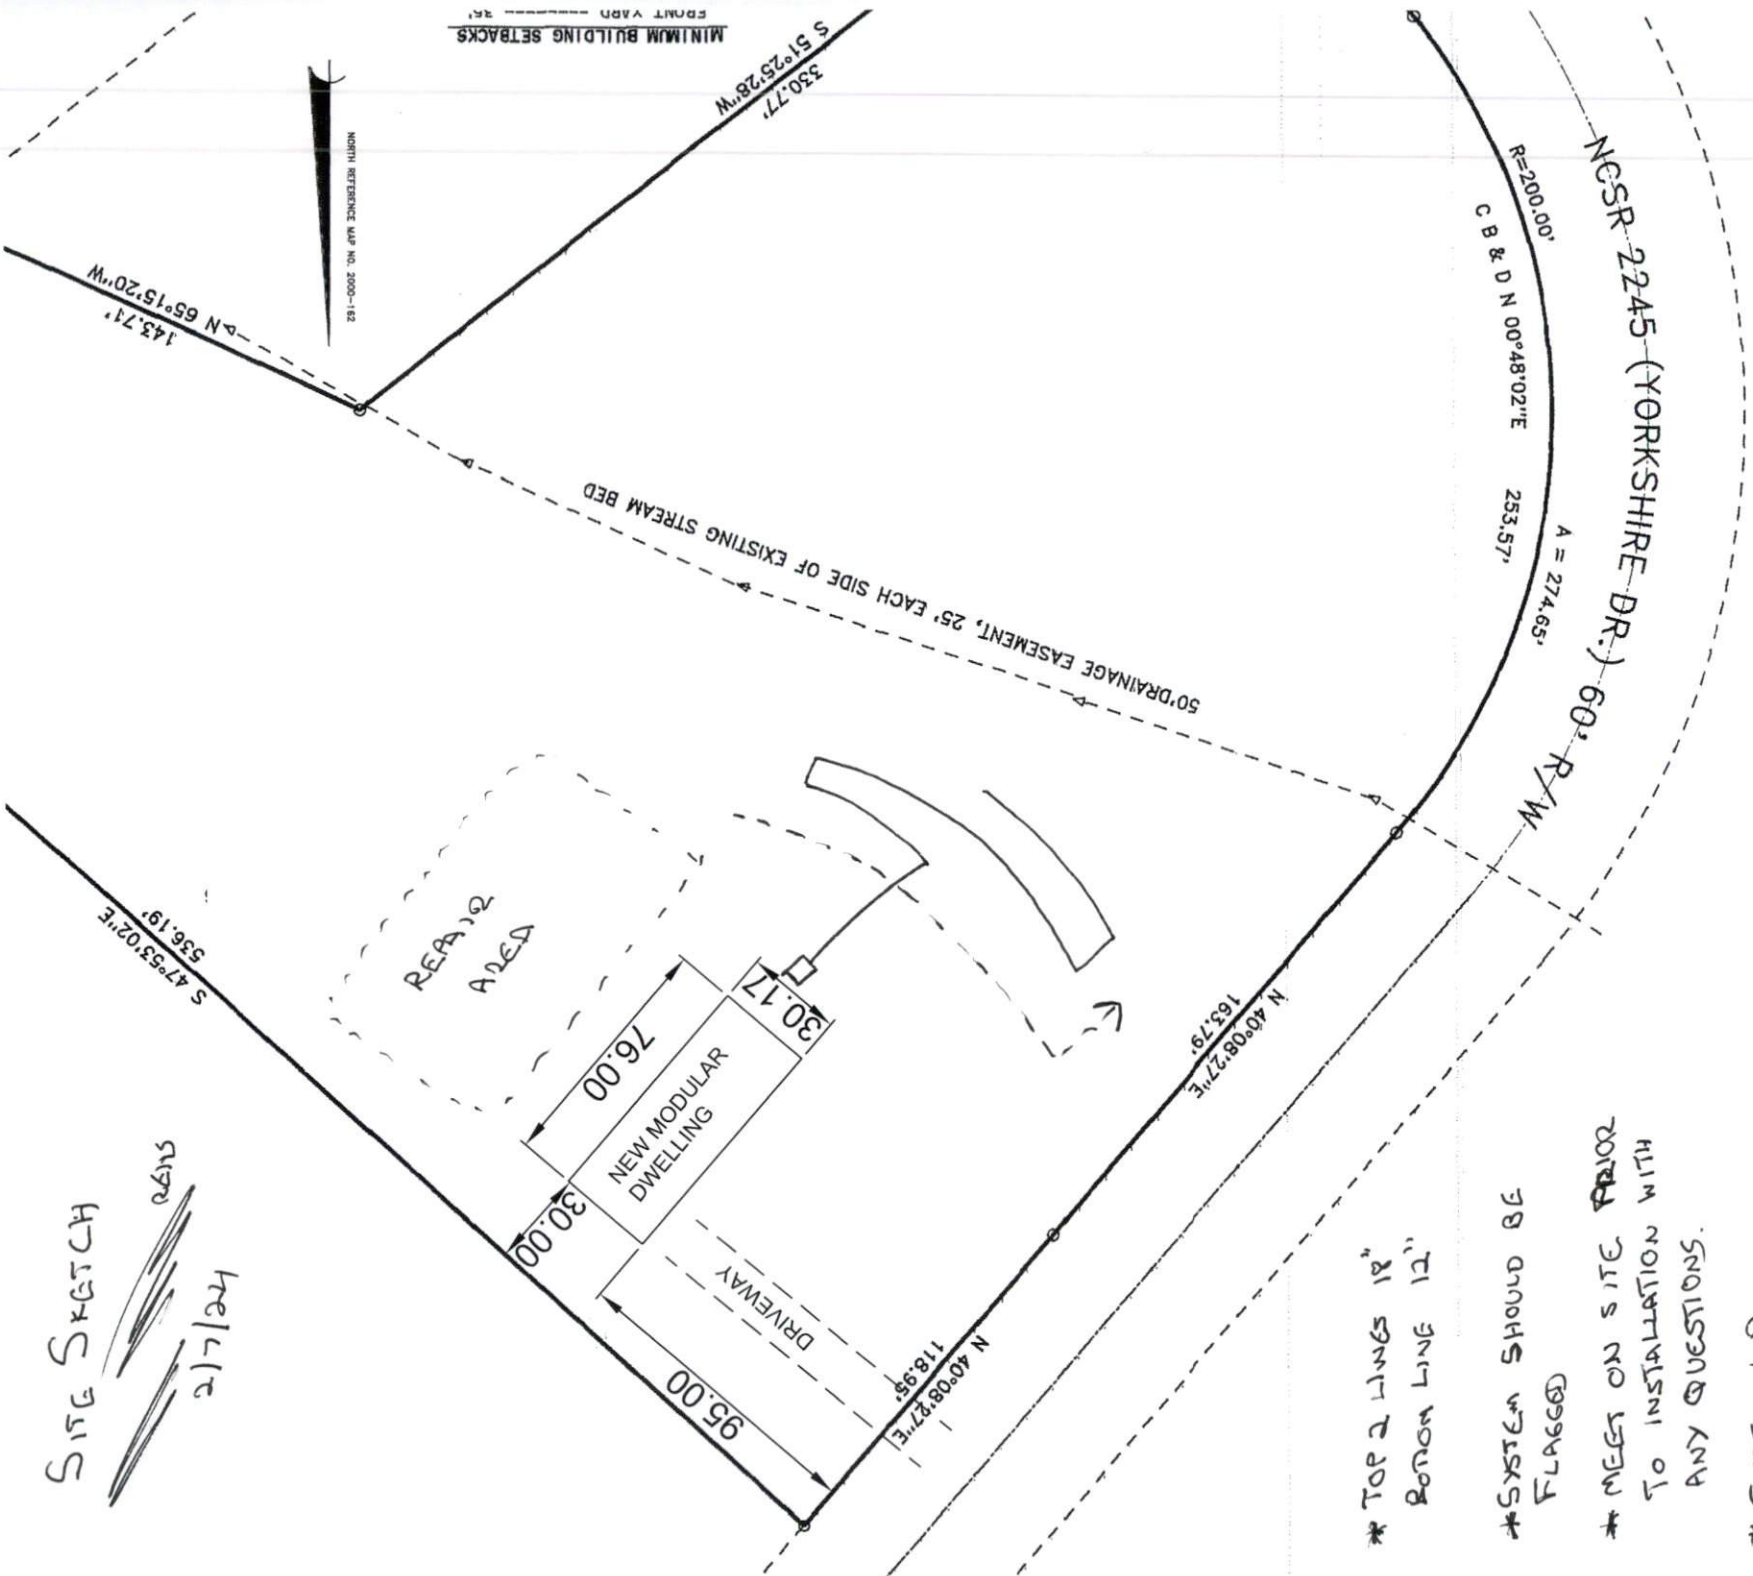 MINIMUM BUILDING SETBACKS
FRONT YARD -------- 35'
S 51°25'28"W
330.77'
NORTH REFERENCE MAP NO. 2000-162
N 65°15'20"W
143.71'
NCSR 2245 (YORKSHIRE DR.) 60' R/W
R=200.00'
C B & D N 00°48'02"E 253.57'
A = 274.65'
50'DRAINAGE EASEMENT, 25' EACH SIDE OF EXISTING STREAM BED
S 47°53'02"E
536.19'
REPAIR
AREA
30.17
76.00
NEW MODULAR
DWELLING
30.00
95.00
DRIVEWAY
N 40°08'27"E
163.79'
N 40°08'27"E
118.95'
SITE SKETCH
REHS
2/7/24
* TOP 2 LINES 18"
BOTTOM LINE 12"
*SYSTEM SHOULD BE
FLAGGED
* MEET ON SITE PRIOR
TO INSTALLATION WITH
ANY QUESTIONS.